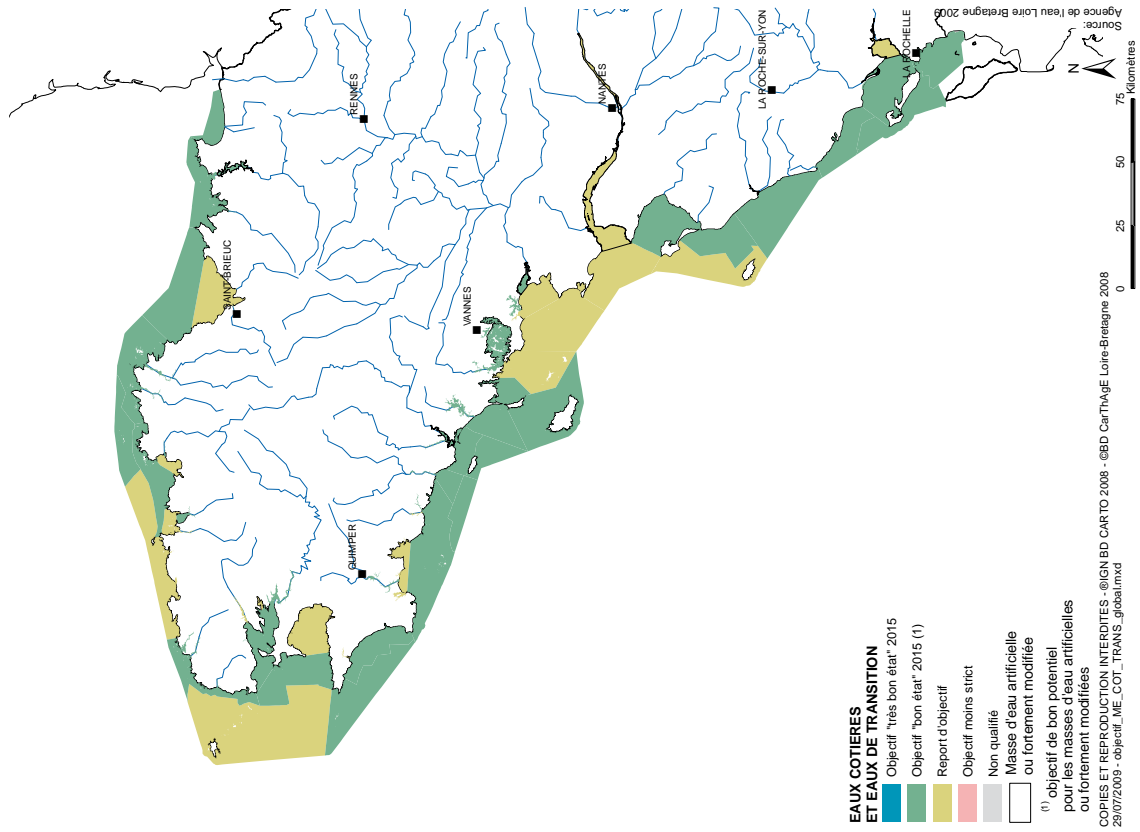 SAINT-BRIEUC
RENNES
QUIMPER
VANNES
NANTES
LA ROCHE-SUR-YON
LA ROCHELLE
EAUX COTIERES
ET EAUX DE TRANSITION
Objectif "très bon état" 2015
Objectif "bon état" 2015 (1)
Report d'objectif
Objectif moins strict
Non qualifié
Masse d'eau artificielle
ou fortement modifiée
(1) objectif de bon potentiel
pour les masses d'eau artificielles
ou fortement modifiées
COPIES ET REPRODUCTION INTERDITES - ©IGN BD CARTO 2008 - ©BD CarThAgE Loire-Bretagne 2008
29/07/2009 - objectif_ME_COT_TRANS_global.mxd
0 25 50 75
Kilomètres
N
Source:
Agence de l'eau Loire Bretagne 2009